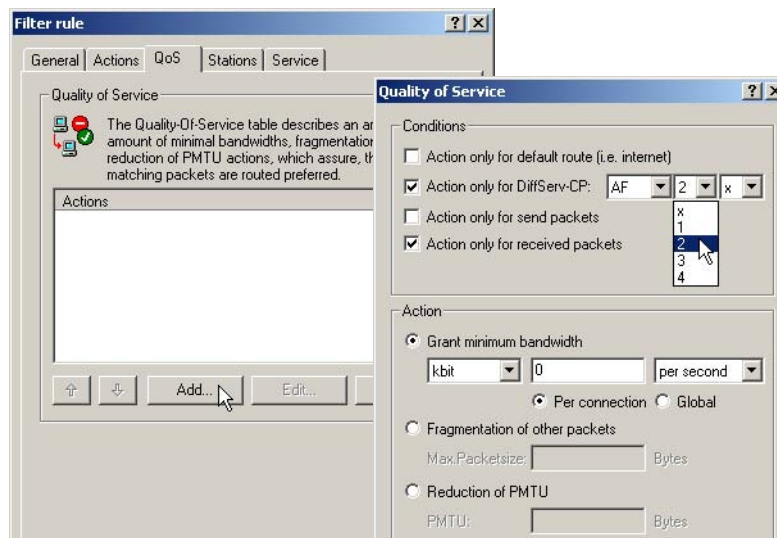 Filter rule
General Actions QoS Stations Service
Quality of Service
The Quality-Of-Service table describes an
amount of minimal bandwidths, fragmentation
reduction of PMTU actions, which assure,
matching packets are routed preferred.
Actions
Add...
Edit...
Quality of Service
Conditions
Action only for default route (i.e. internet)
Action only for DiffServ-CP: AF 2 x
Action only for send packets
Action only for received packets
x
1
2
3
4
Action
Grant minimum bandwidth
kbit 0 per second
Per connection Global
Fragmentation of other packets
Max.Packetsize: Bytes
Reduction of PMTU
PMTU: Bytes